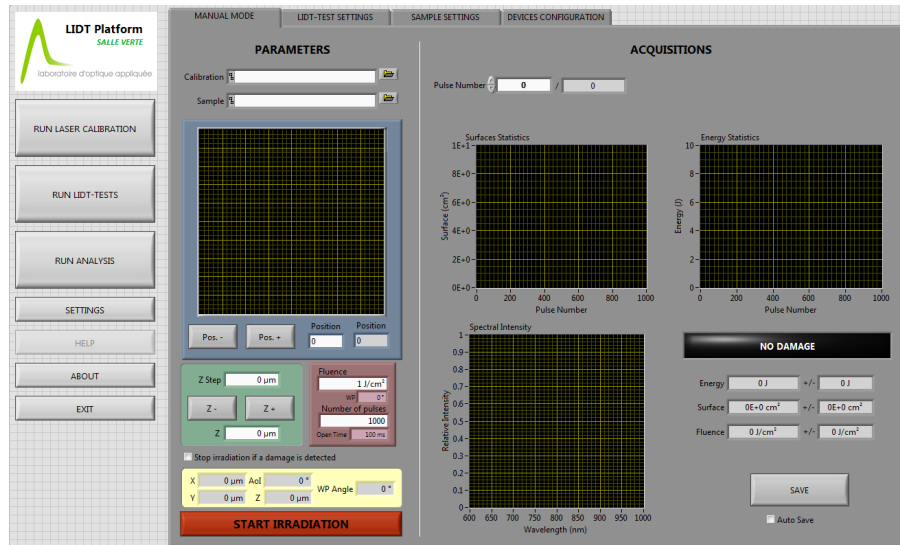 LIDT Platform
SALLE VERTE
laboratoire d'optique appliquée
RUN LASER CALIBRATION
RUN LIDT-TESTS
RUN ANALYSIS
SETTINGS
HELP
ABOUT
EXIT
MANUAL MODE
LIDT-TEST SETTINGS
SAMPLE SETTINGS
DEVICES CONFIGURATION
PARAMETERS
Calibration
Sample
Pos. -
Pos. +
Position
0
Position
0
Z Step 0 µm
Z -
Z +
Z 0 µm
Fluence
1 J/cm²
WP 0 °
Number of pulses
1000
Open Time 100 ms
Stop irradiation if a damage is detected
X 0 µm AoI 0 °
Y 0 µm Z 0 µm
WP Angle 0 °
START IRRADIATION
ACQUISITIONS
Pulse Number 0 / 0
Surfaces Statistics
1E+1
8E+0
6E+0
4E+0
2E+0
0E+0
Surface (cm²)
0 200 400 600 800 1000
Pulse Number
Energy Statistics
10
8
6
4
2
0
Energy (J)
0 200 400 600 800 1000
Pulse Number
Spectral Intensity
1
0.9
0.8
0.7
0.6
0.5
0.4
0.3
0.2
0.1
0
Relative Intensity
600 650 700 750 800 850 900 950 1000
Wavelength (nm)
NO DAMAGE
Energy 0 J +/- 0 J
Surface 0E+0 cm² +/- 0E+0 cm²
Fluence 0 J/cm² +/- 0 J/cm²
SAVE
Auto Save